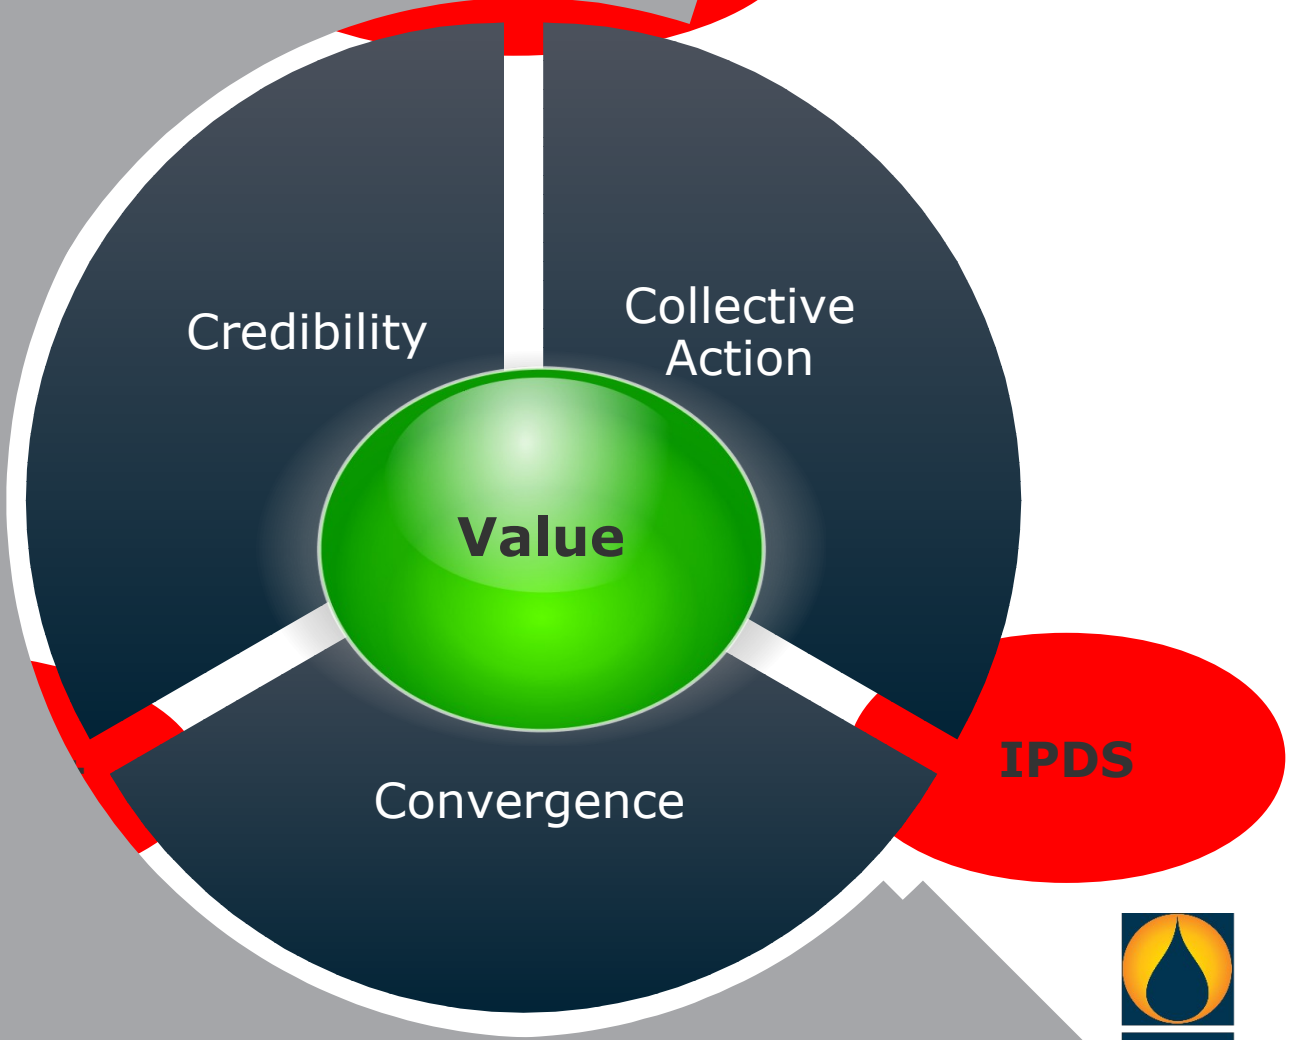 Credibility
Collective
Action
Value
IPDS
Convergence